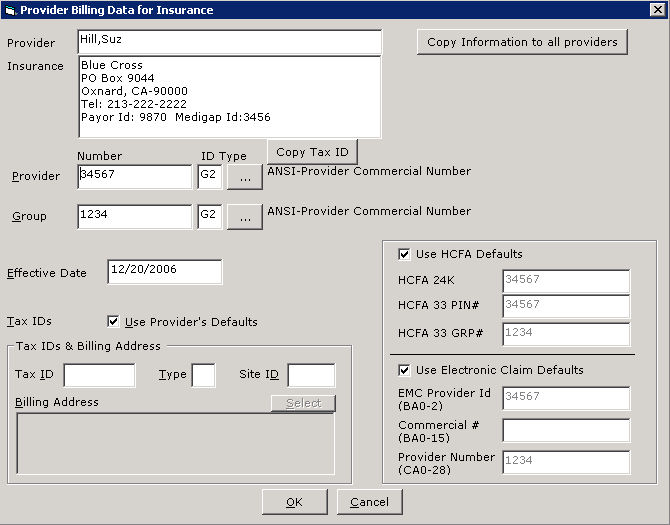 Provider Billing Data for Insurance
Provider Hill,Suz
Copy Information to all providers
Insurance Blue Cross
PO Box 9044
Oxnard, CA-90000
Tel: 213-222-2222
Payor Id: 9870  Medigap Id:3456
Number ID Type Copy Tax ID
Provider 34567 G2 ... ANSI-Provider Commercial Number
Group 1234 G2 ... ANSI-Provider Commercial Number
Effective Date 12/20/2006
Tax IDs Use Provider's Defaults
Tax IDs & Billing Address
Tax ID Type Site ID
Billing Address Select
Use HCFA Defaults
HCFA 24K 34567
HCFA 33 PIN# 34567
HCFA 33 GRP# 1234
Use Electronic Claim Defaults
EMC Provider Id 34567
(BA0-2)
Commercial #
(BA0-15)
Provider Number 1234
(CA0-28)
OK Cancel